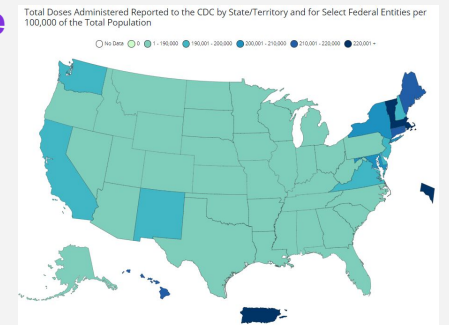 Total Doses Administered Reported to the CDC by State/Territory and for Select Federal Entities per
100,000 of the Total Population
No Data 0 1 - 190,000 190,001 - 200,000 200,001 - 210,000 210,001 - 220,000 220,001 +